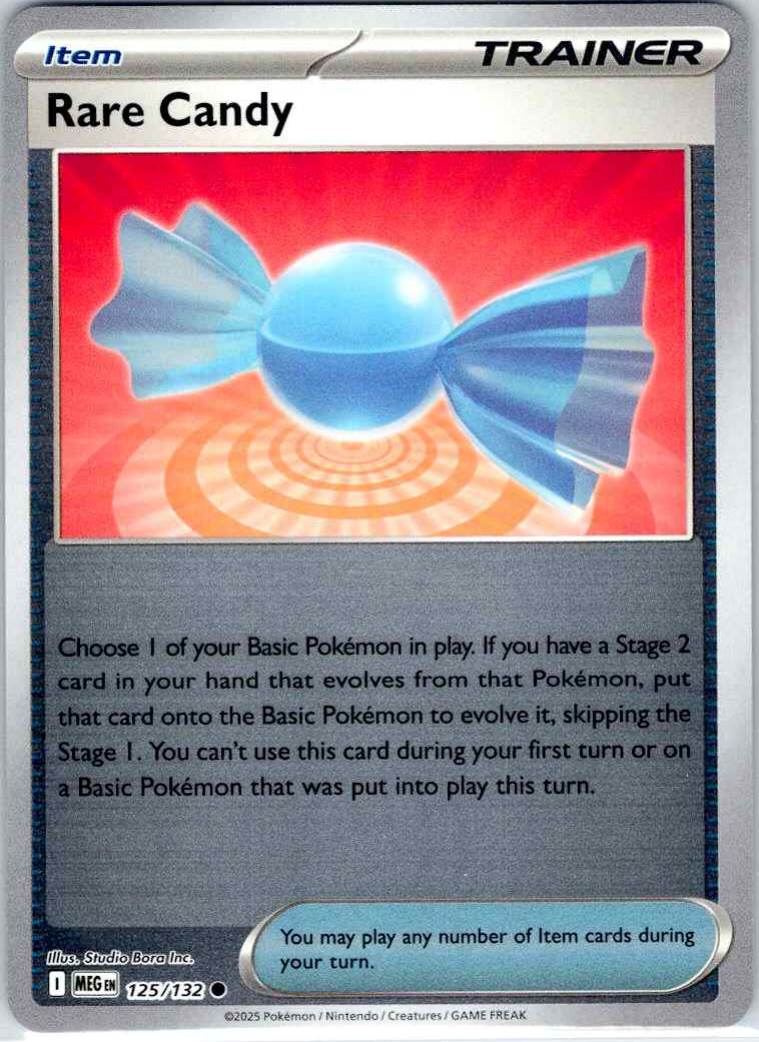 Item
TRAINER
Rare Candy
Choose 1 of your Basic Pokémon in play. If you have a Stage 2
card in your hand that evolves from that Pokémon, put
that card onto the Basic Pokémon to evolve it, skipping the
Stage 1. You can't use this card during your first turn or on
a Basic Pokémon that was put into play this turn.
You may play any number of Item cards during
your turn.
Illus. Studio Bora Inc.
I MEG EN 125/132
©2025 Pokémon / Nintendo / Creatures / GAME FREAK